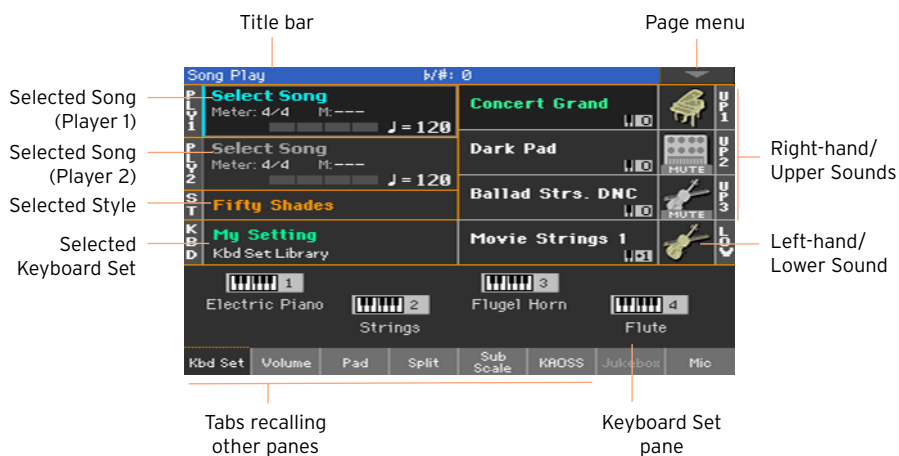 Title bar
Page menu
Song Play
♭/#: 0
Selected Song
(Player 1)
PLY1
Select Song
Meter: 4/4 M:---
♩ = 120
Concert Grand
0
UP1
Selected Song
(Player 2)
PLY2
Select Song
Meter: 4/4 M:---
♩ = 120
Dark Pad
0
MUTE
UP2
Right-hand/
Upper Sounds
Selected Style
ST
Fifty Shades
Ballad Strs. DNC
0
MUTE
UP3
Selected
Keyboard Set
KBD
My Setting
Kbd Set Library
Movie Strings 1
+1
LOW
Left-hand/
Lower Sound
1
Electric Piano
2
Strings
3
Flugel Horn
4
Flute
Kbd Set
Volume
Pad
Split
Sub
Scale
KAOSS
Jukebox
Mic
Tabs recalling
other panes
Keyboard Set
pane